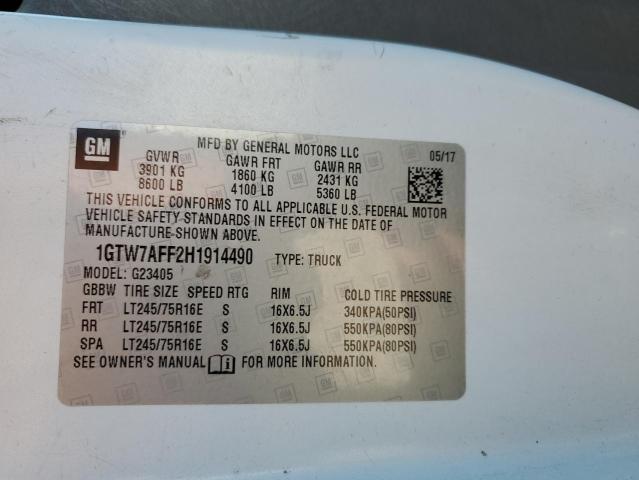 GM
MFD BY GENERAL MOTORS LLC 05/17
GVWR GAWR FRT GAWR RR
3901 KG 1860 KG 2431 KG
8600 LB 4100 LB 5360 LB
THIS VEHICLE CONFORMS TO ALL APPLICABLE U.S. FEDERAL MOTOR
VEHICLE SAFETY STANDARDS IN EFFECT ON THE DATE OF
MANUFACTURE SHOWN ABOVE.
1GTW7AFF2H1914490 TYPE: TRUCK
MODEL: G23405
GBBW TIRE SIZE SPEED RTG RIM COLD TIRE PRESSURE
FRT LT245/75R16E S 16X6.5J 340KPA(50PSI)
RR LT245/75R16E S 16X6.5J 550KPA(80PSI)
SPA LT245/75R16E S 16X6.5J 550KPA(80PSI)
SEE OWNER'S MANUAL i FOR MORE INFORMATION.